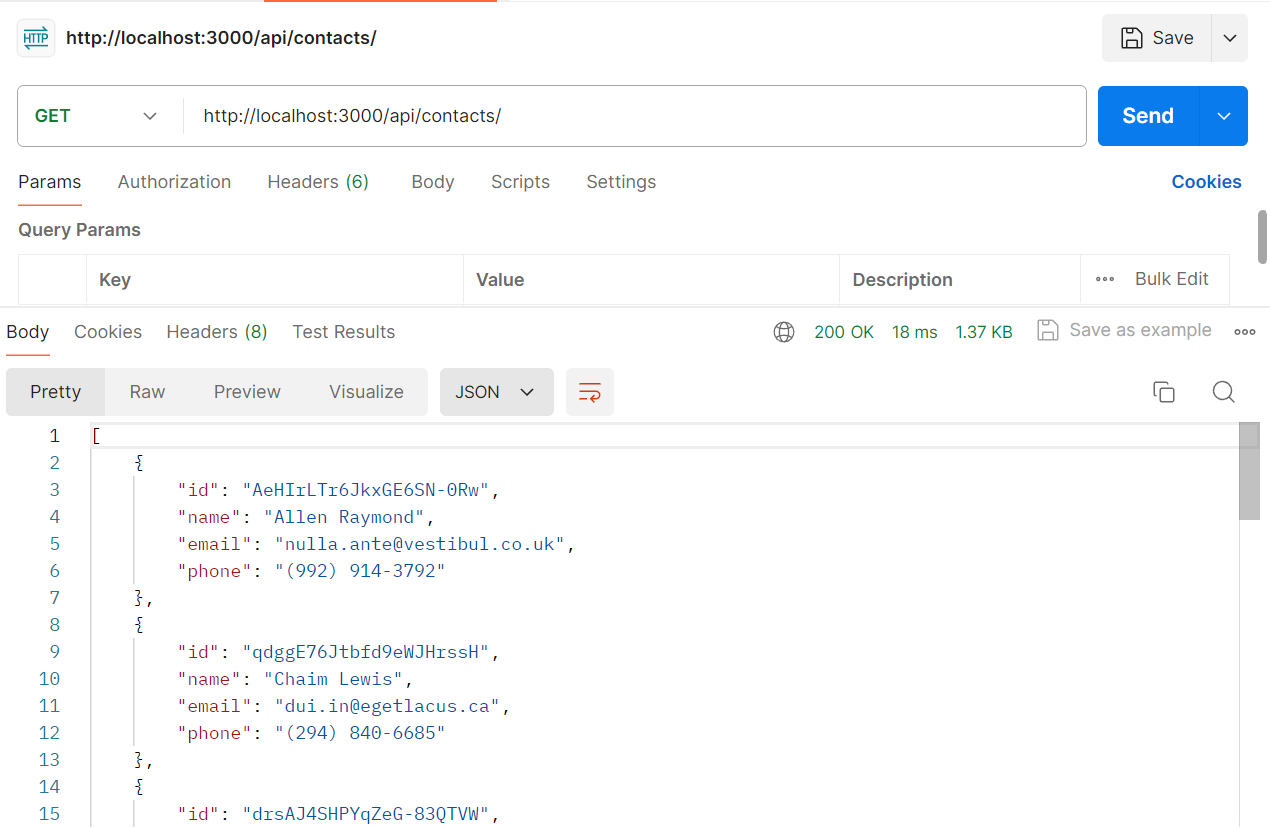 HTTP http://localhost:3000/api/contacts/ Save
GET http://localhost:3000/api/contacts/ Send
Params Authorization Headers (6) Body Scripts Settings Cookies
Query Params
Key Value Description Bulk Edit
Body Cookies Headers (8) Test Results 200 OK 18 ms 1.37 KB Save as example
Pretty Raw Preview Visualize JSON
1 [
2 {
3 "id": "AeHIrLTr6JkxGE6SN-0Rw",
4 "name": "Allen Raymond",
5 "email": "nulla.ante@vestibul.co.uk",
6 "phone": "(992) 914-3792"
7 },
8 {
9 "id": "qdggE76Jtbfd9eWJHrssH",
10 "name": "Chaim Lewis",
11 "email": "dui.in@egetlacus.ca",
12 "phone": "(294) 840-6685"
13 },
14 {
15 "id": "drsAJ4SHPYqZeG-83QTVW",